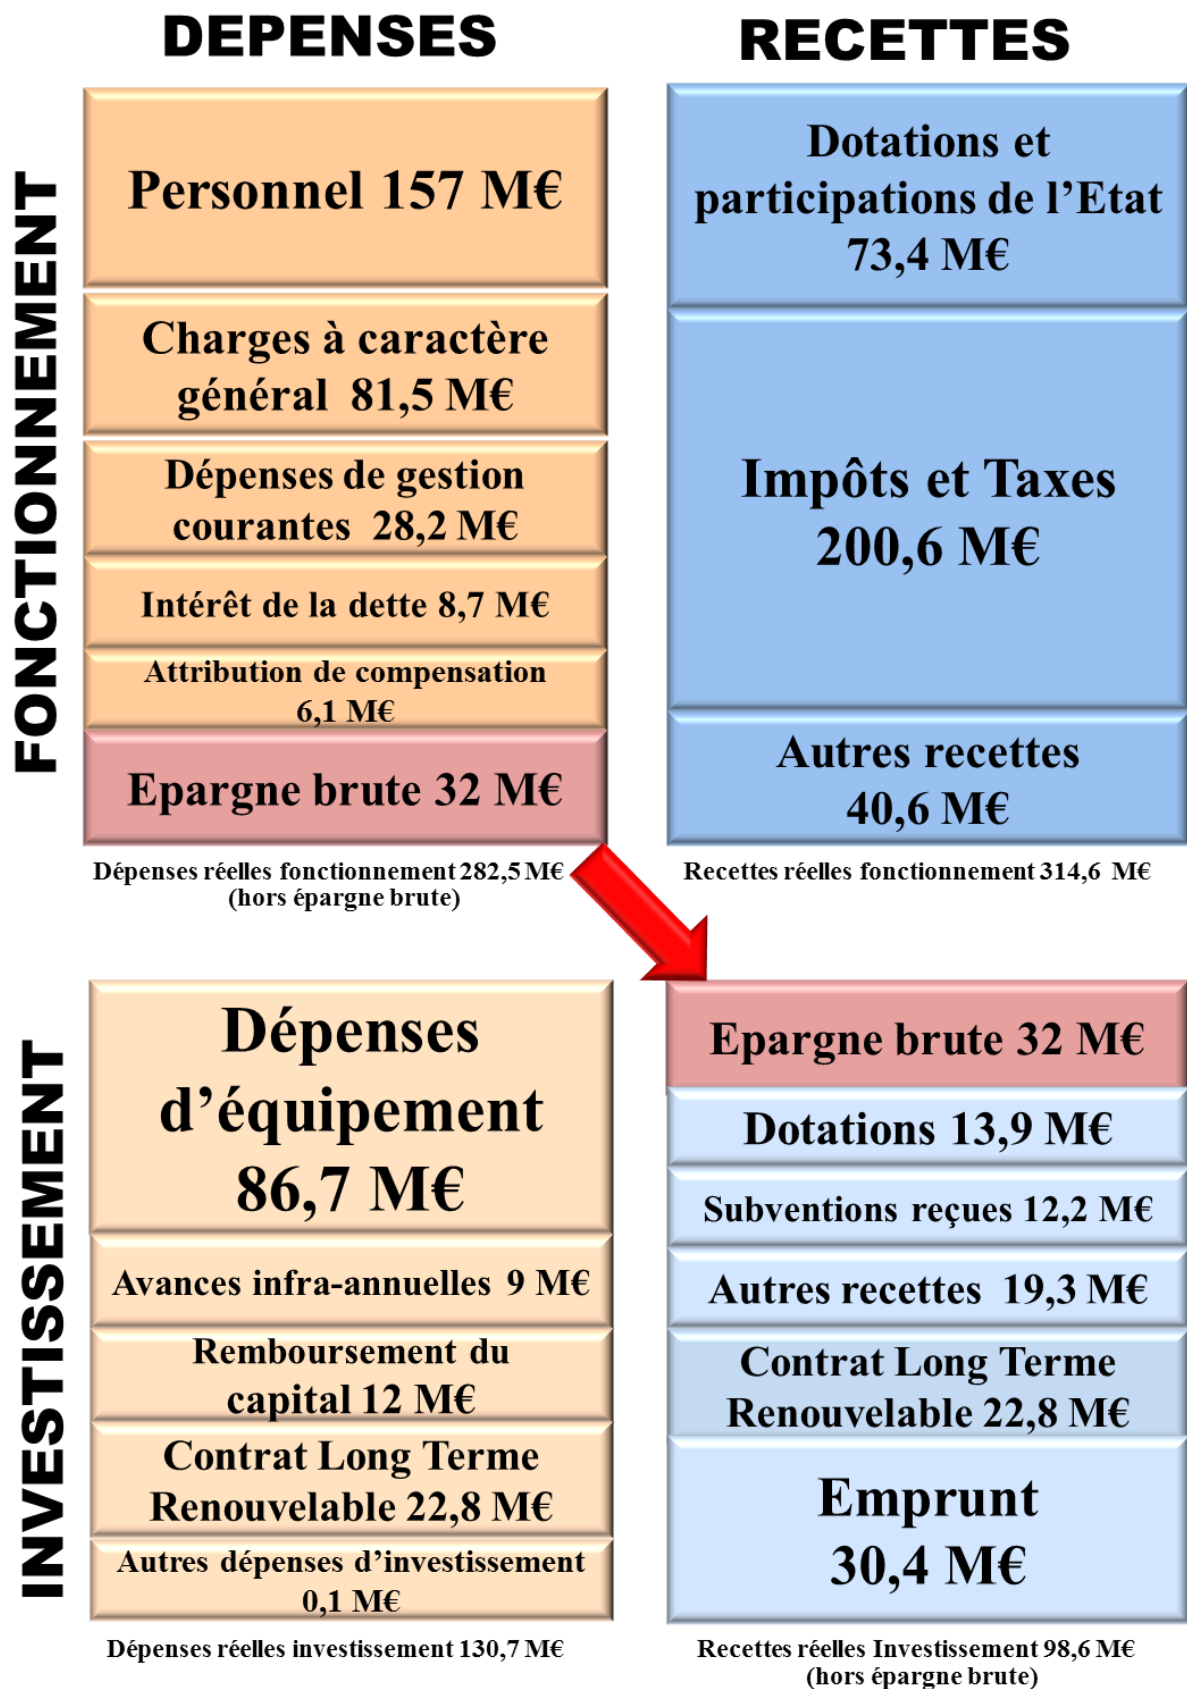 DEPENSES
RECETTES
FONCTIONNEMENT
Personnel 157 M€
Charges à caractère
général 81,5 M€
Dépenses de gestion
courantes 28,2 M€
Intérêt de la dette 8,7 M€
Attribution de compensation
6,1 M€
Epargne brute 32 M€
Dépenses réelles fonctionnement 282,5 M€
(hors épargne brute)
Dotations et
participations de l’Etat
73,4 M€
Impôts et Taxes
200,6 M€
Autres recettes
40,6 M€
Recettes réelles fonctionnement 314,6 M€
INVESTISSEMENT
Dépenses
d’équipement
86,7 M€
Avances infra-annuelles 9 M€
Remboursement du
capital 12 M€
Contrat Long Terme
Renouvelable 22,8 M€
Autres dépenses d’investissement
0,1 M€
Dépenses réelles investissement 130,7 M€
Epargne brute 32 M€
Dotations 13,9 M€
Subventions reçues 12,2 M€
Autres recettes 19,3 M€
Contrat Long Terme
Renouvelable 22,8 M€
Emprunt
30,4 M€
Recettes réelles Investissement 98,6 M€
(hors épargne brute)